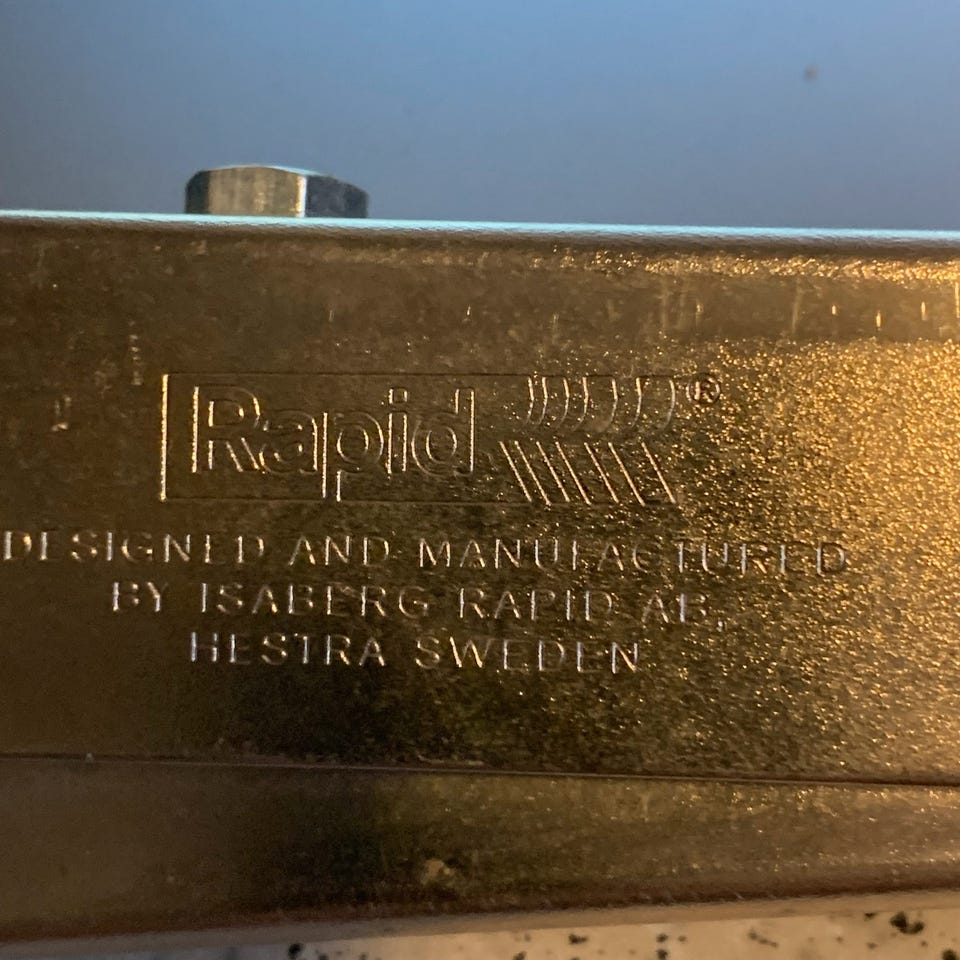 Rapid ®
DESIGNED AND MANUFACTURED
BY ISABERG RAPID AB,
HESTRA SWEDEN